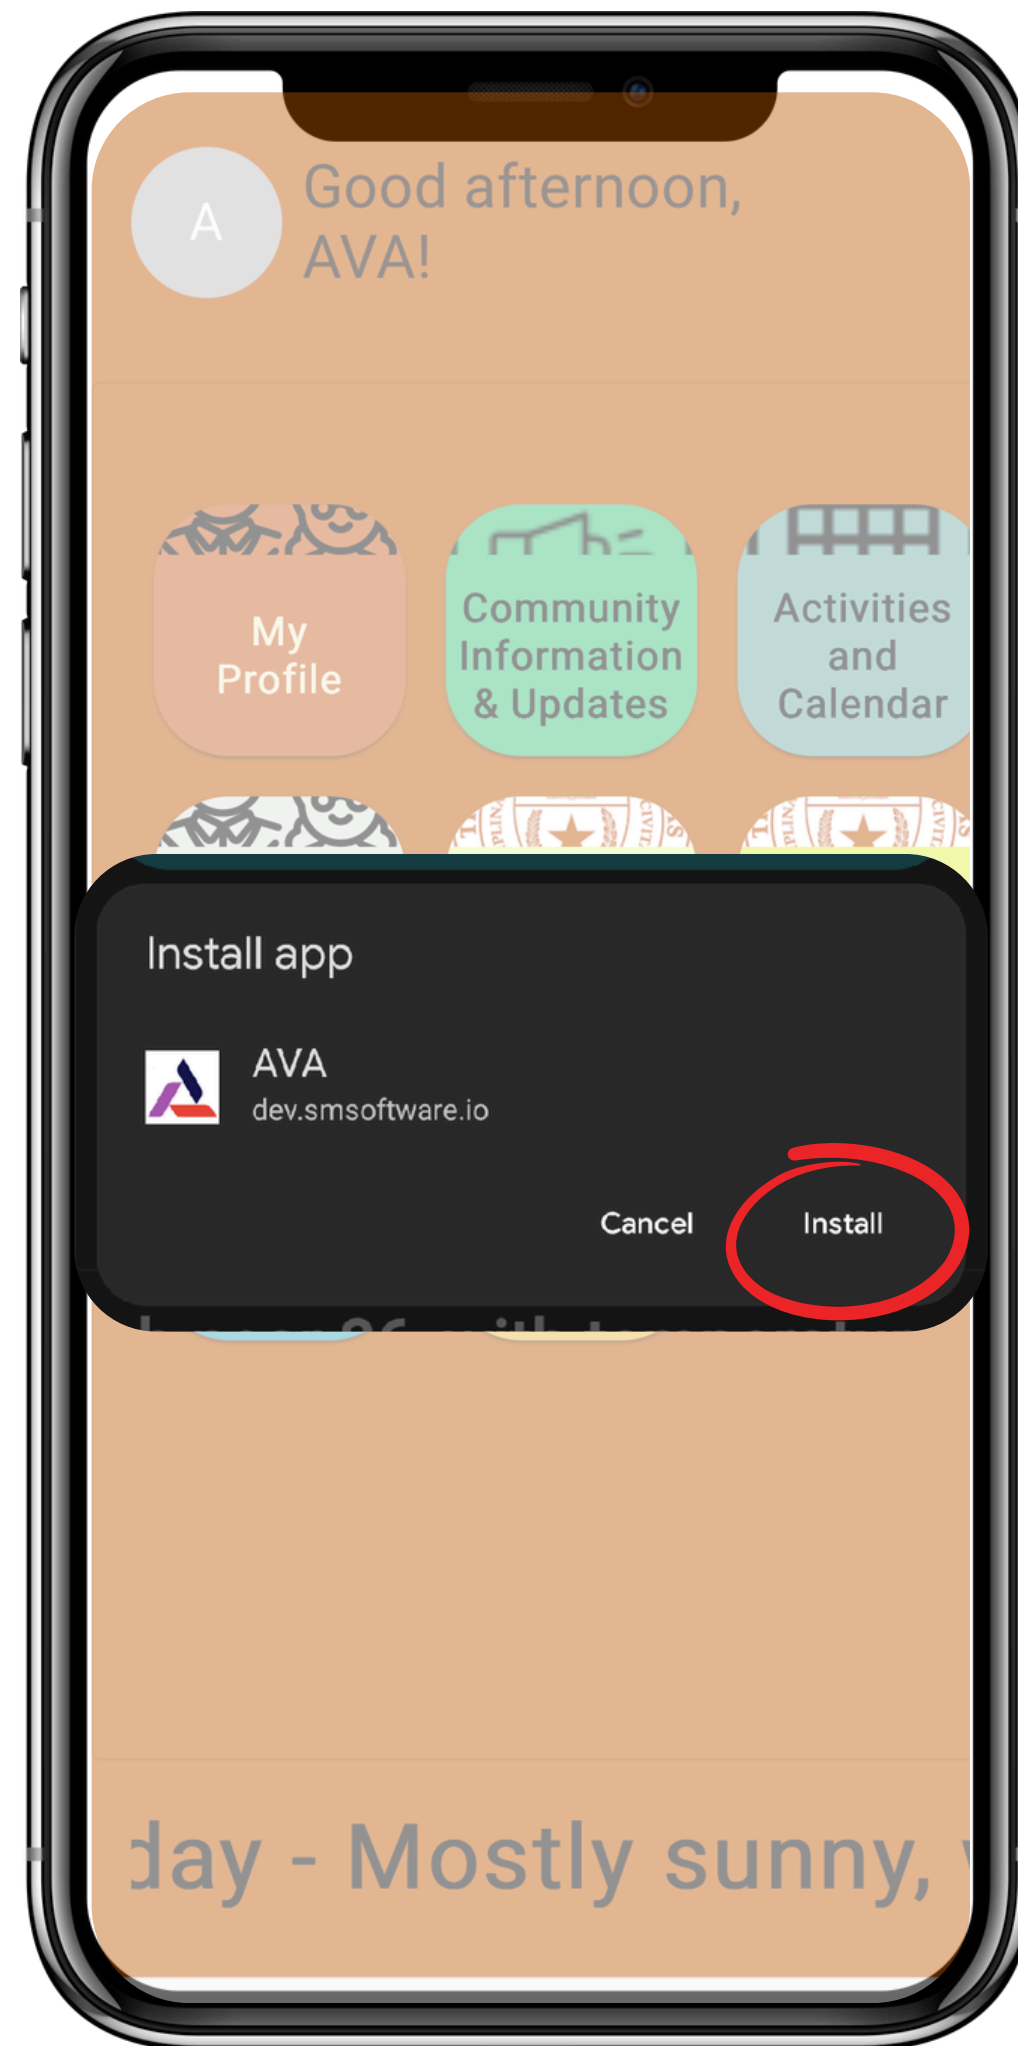 A
Good afternoon,
AVA!
My
Profile
Community
Information
& Updates
Activities
and
Calendar
Install app
AVA
dev.smsoftware.io
Cancel
Install
day - Mostly sunny,